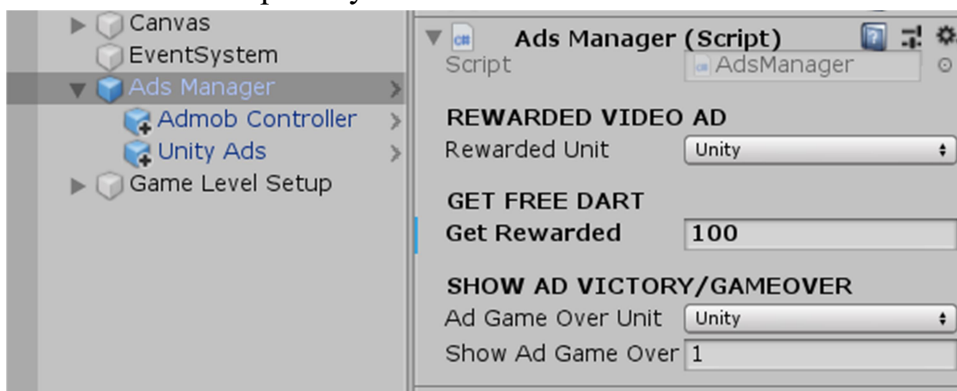 Canvas
EventSystem
Ads Manager
Admob Controller
Unity Ads
Game Level Setup
Ads Manager (Script)
Script AdsManager
REWARDED VIDEO AD
Rewarded Unit Unity
GET FREE DART
Get Rewarded 100
SHOW AD VICTORY/GAMEOVER
Ad Game Over Unit Unity
Show Ad Game Over 1